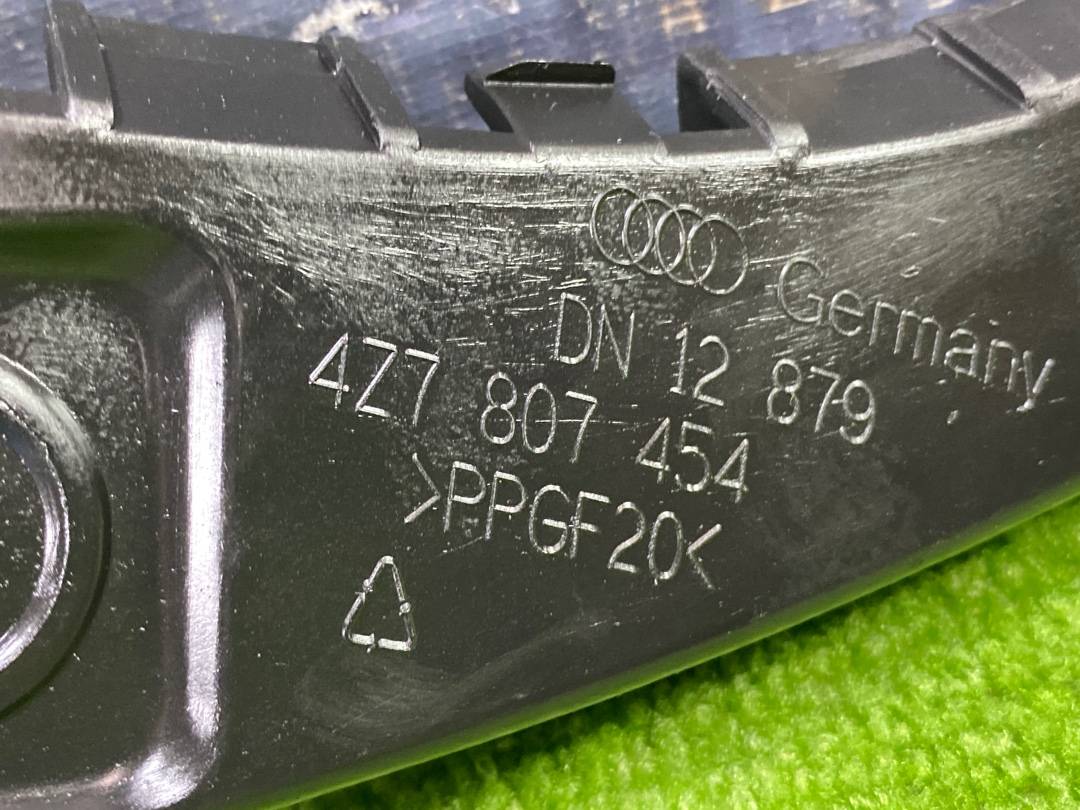 Germany
DN 12 879
4Z7 807 454
>PPGF20<